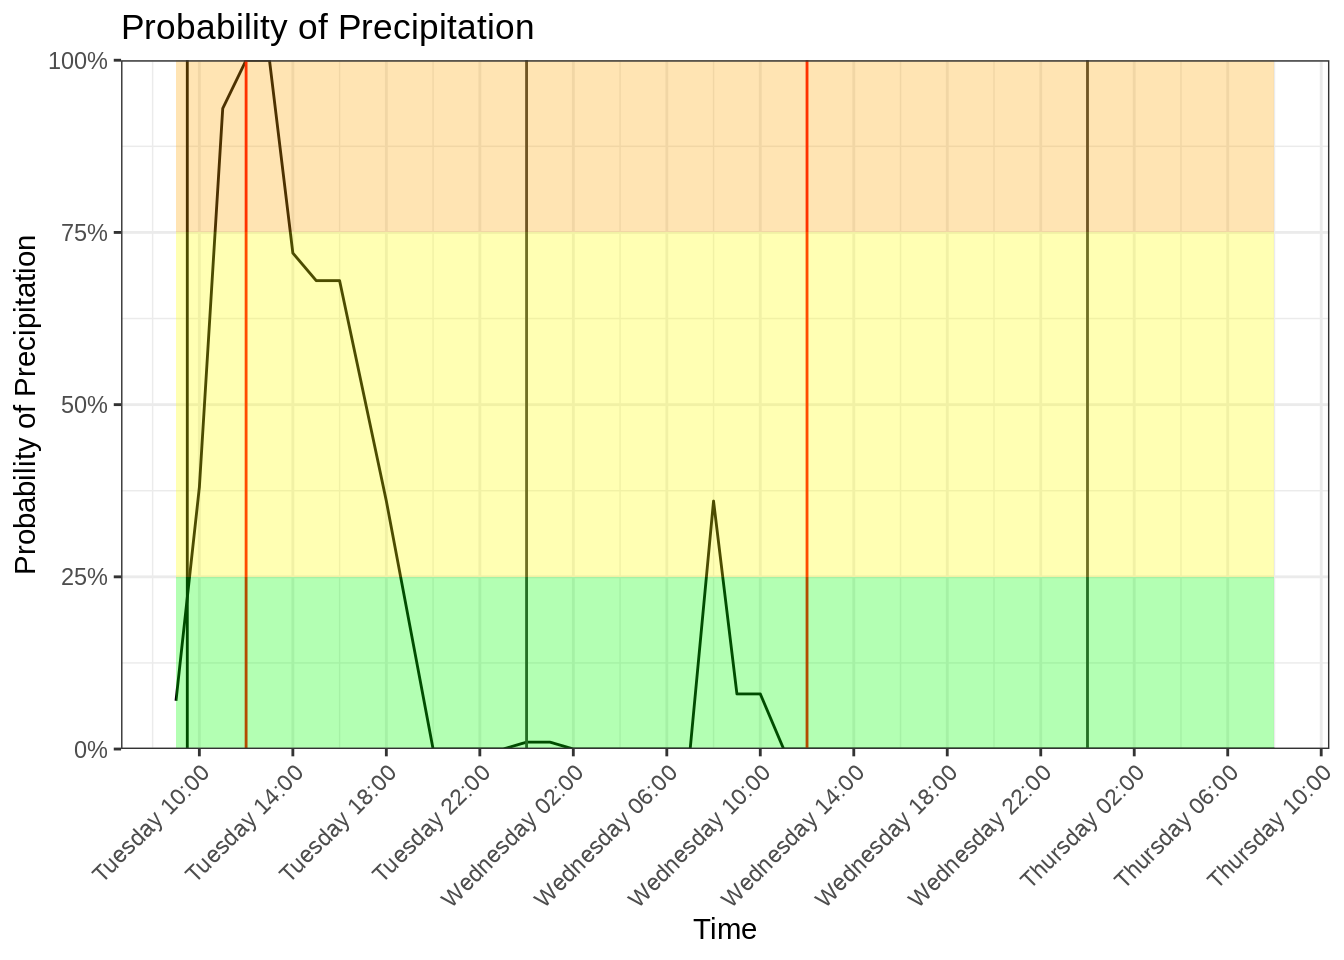 Probability of Precipitation
Probability of Precipitation
100%
75%
50%
25%
0%
Tuesday 10:00
Tuesday 14:00
Tuesday 18:00
Tuesday 22:00
Wednesday 02:00
Wednesday 06:00
Wednesday 10:00
Wednesday 14:00
Wednesday 18:00
Wednesday 22:00
Thursday 02:00
Thursday 06:00
Thursday 10:00
Time